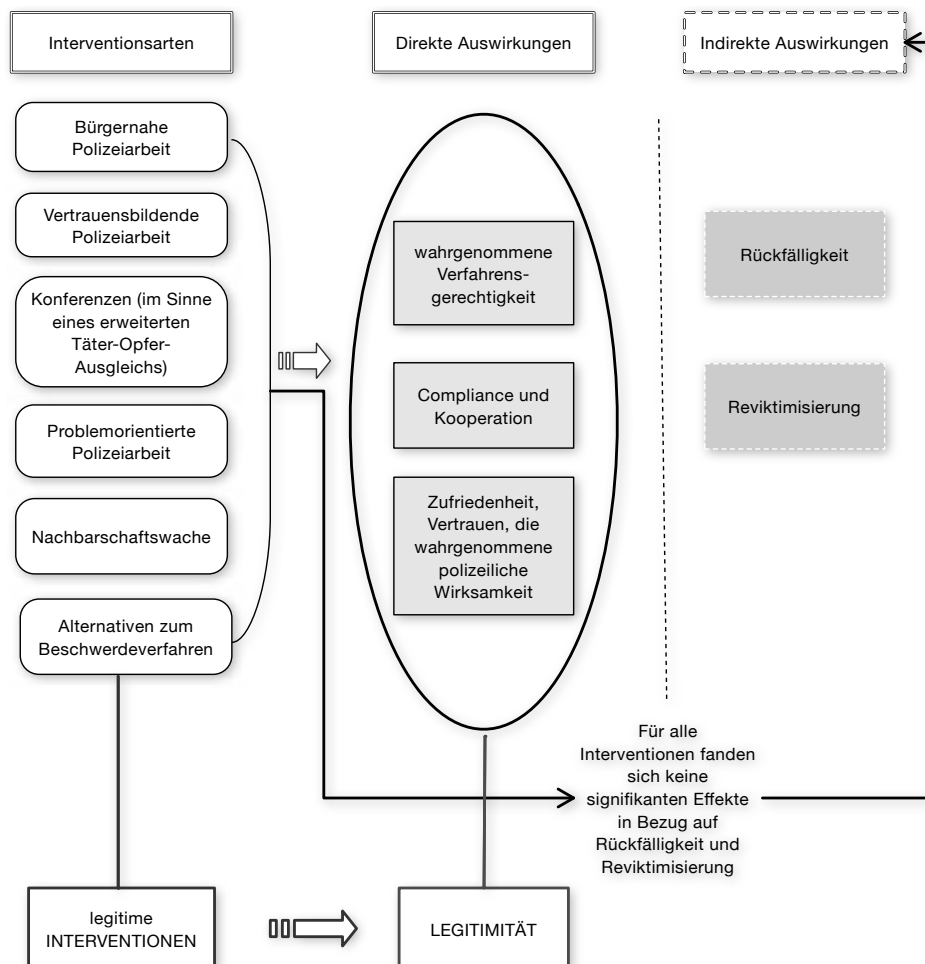 Interventionsarten
Direkte Auswirkungen
Indirekte Auswirkungen
Bürgernahe
Polizeiarbeit
Vertrauensbildende
Polizeiarbeit
Konferenzen (im Sinne
eines erweiterten
Täter-Opfer-
Ausgleichs)
Problemorientierte
Polizeiarbeit
Nachbarschaftswache
Alternativen zum
Beschwerdeverfahren
wahrgenommene
Verfahrens-
gerechtigkeit
Compliance und
Kooperation
Zufriedenheit,
Vertrauen, die
wahrgenommene
polizeiliche
Wirksamkeit
Rückfälligkeit
Reviktimisierung
Für alle
Interventionen fanden
sich keine
signifikanten Effekte
in Bezug auf
Rückfälligkeit und
Reviktimisierung
legitime
INTERVENTIONEN
LEGITIMITÄT